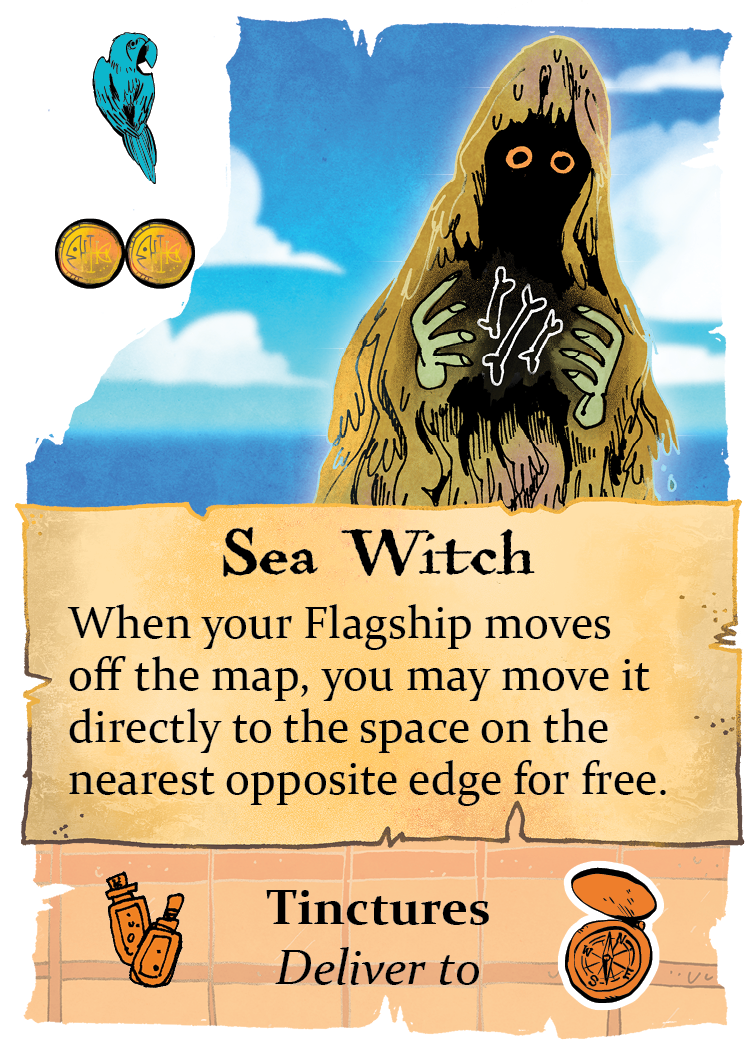 Sea Witch
When your Flagship moves
off the map, you may move it
directly to the space on the
nearest opposite edge for free.
Tinctures
Deliver to
N
E
S